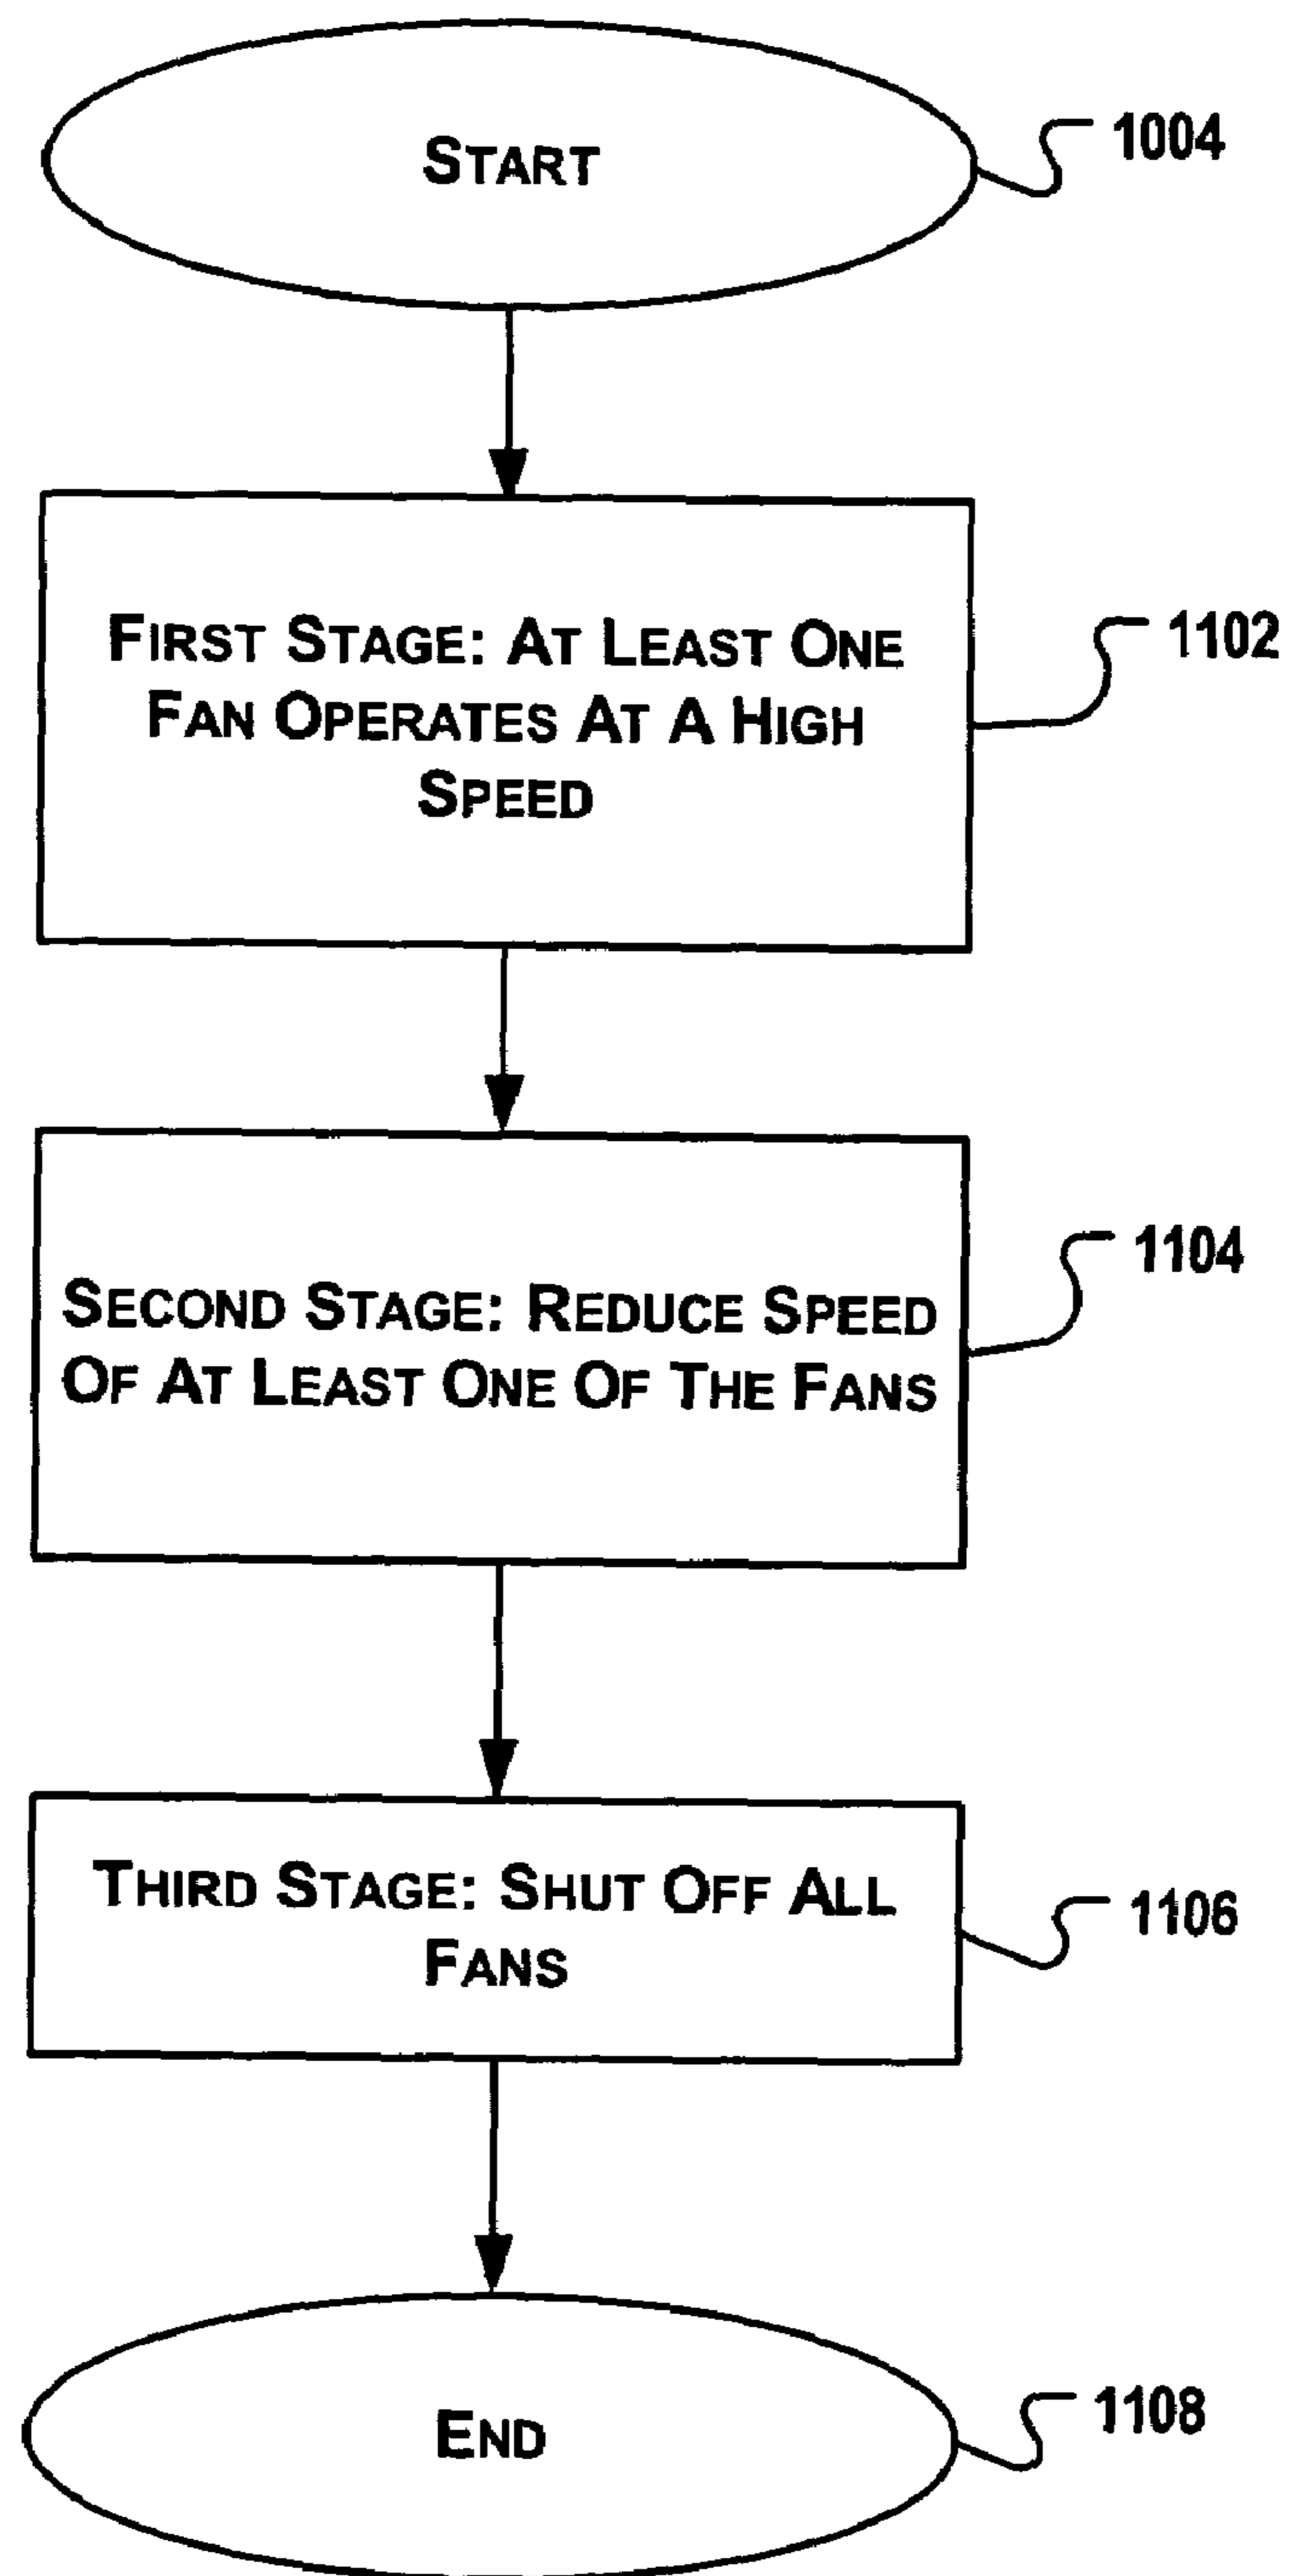 START
1004
FIRST STAGE: AT LEAST ONE
FAN OPERATES AT A HIGH
SPEED
1102
SECOND STAGE: REDUCE SPEED
OF AT LEAST ONE OF THE FANS
1104
THIRD STAGE: SHUT OFF ALL
FANS
1106
END
1108